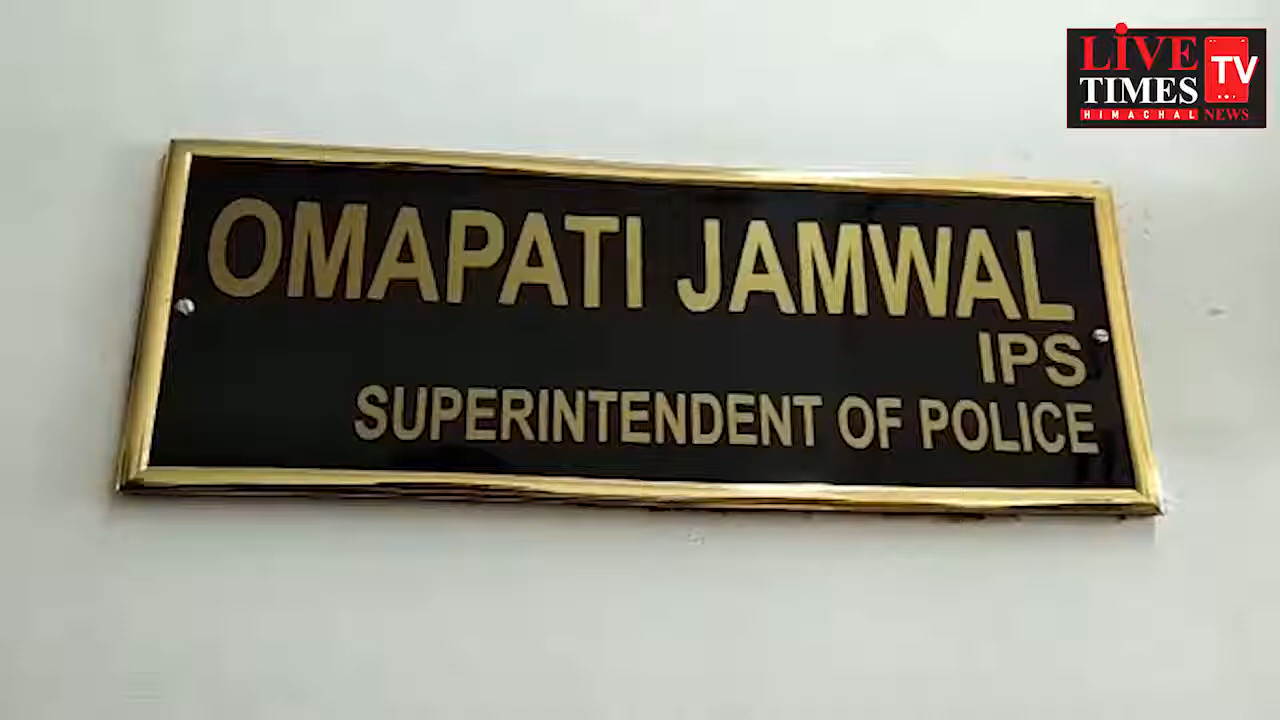 LiVE
TIMES
TV
HIMACHAL NEWS
OMAPATI JAMWAL
IPS
SUPERINTENDENT OF POLICE